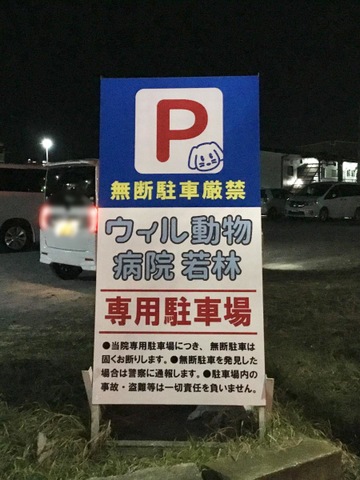 P
無断駐車厳禁
ウィル動物
病院 若林
専用駐車場
●当院専用駐車場につき、無断駐車は
固くお断りします。●無断駐車を発見した
場合は警察に通報します。●駐車場内の
事故・盗難等は一切責任を負いません。